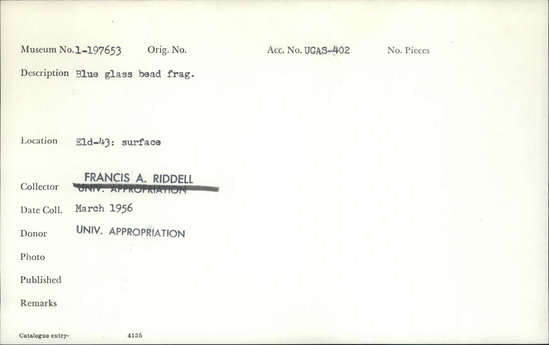 Museum No. 1-197653 Orig. No. Acc. No. UCAS-402 No. Pieces
Description Blue glass bead frag.
Location Eld-43: surface
FRANCIS A. RIDDELL
Collector UNIV. APPROPRIATION
Date Coll. March 1956
Donor UNIV. APPROPRIATION
Photo
Published
Remarks
Catalogue entry- 4135